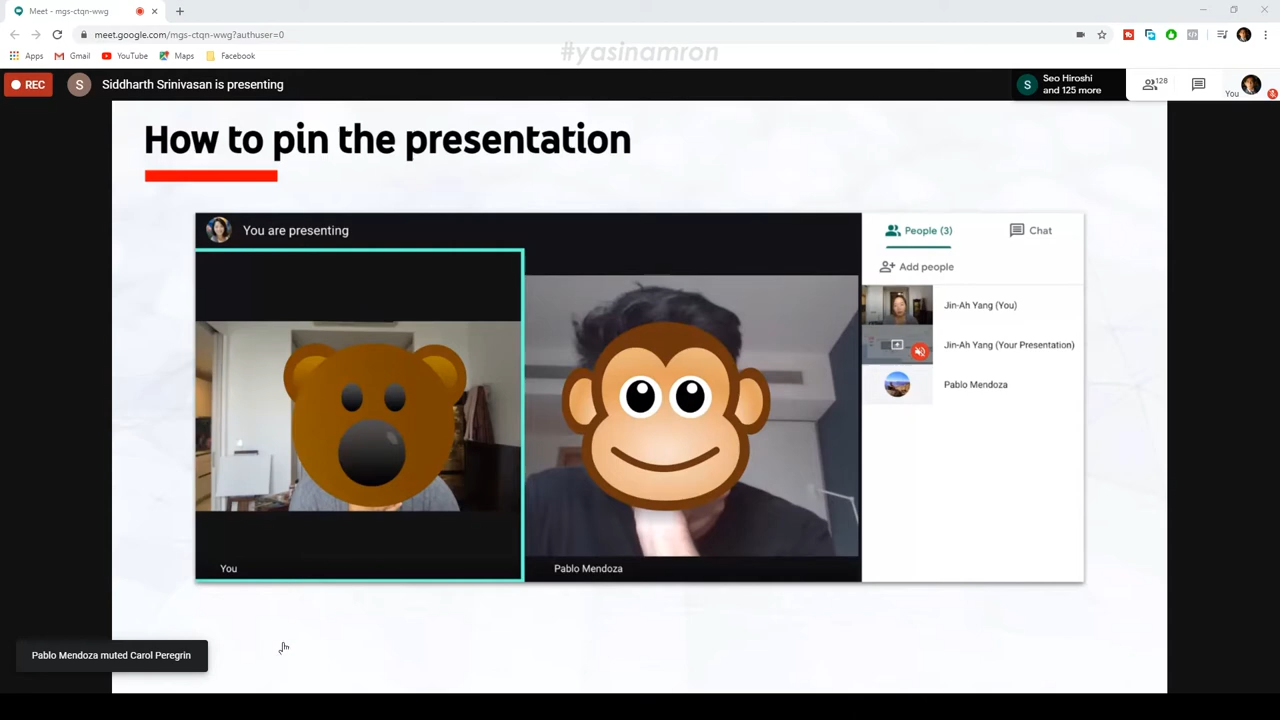 Meet - mgs-ctqn-wwg
meet.google.com/mgs-ctqn-wwg?authuser=0
Apps Gmail YouTube Maps Facebook
#yasinamron
REC S Siddharth Srinivasan is presenting
S Seo Hiroshi
and 125 more
128
You
How to pin the presentation
You are presenting
People (3) Chat
Add people
Jin-Ah Yang (You)
Jin-Ah Yang (Your Presentation)
Pablo Mendoza
You
Pablo Mendoza
Pablo Mendoza muted Carol Peregrin